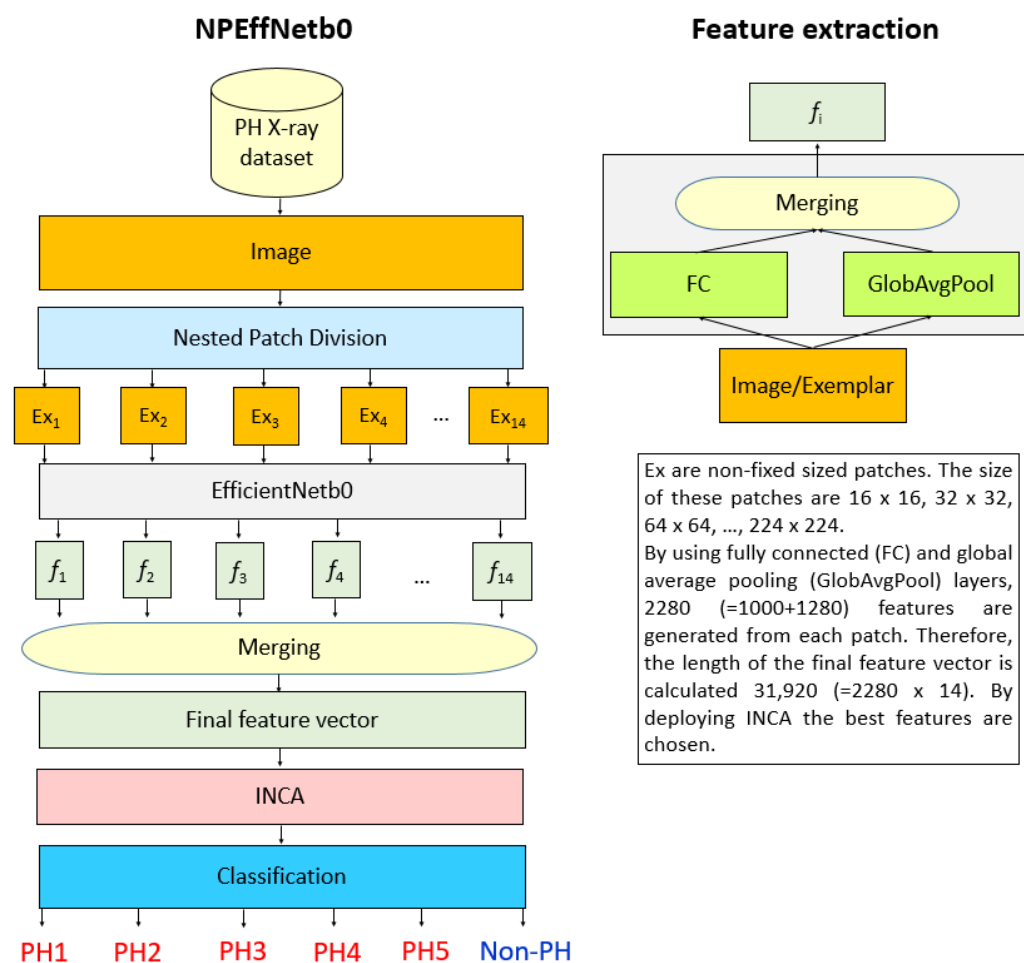 NPEffNetb0
PH X-ray
dataset
Image
Nested Patch Division
Ex1
Ex2
Ex3
Ex4
...
Ex14
EfficientNetb0
f1
f2
f3
f4
...
f14
Merging
Final feature vector
INCA
Classification
PH1
PH2
PH3
PH4
PH5
Non-PH
Feature extraction
fi
Merging
FC
GlobAvgPool
Image/Exemplar
Ex are non-fixed sized patches. The size
of these patches are 16 x 16, 32 x 32,
64 x 64, ..., 224 x 224.
By using fully connected (FC) and global
average pooling (GlobAvgPool) layers,
2280 (=1000+1280) features are
generated from each patch. Therefore,
the length of the final feature vector is
calculated 31,920 (=2280 x 14). By
deploying INCA the best features are
chosen.